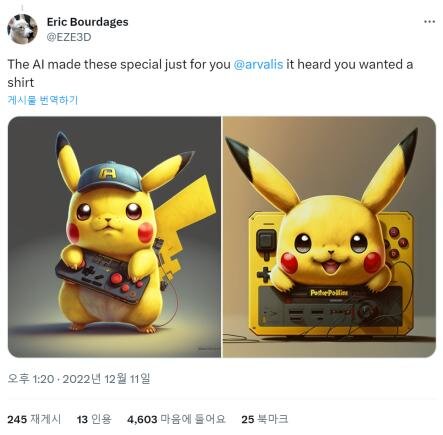 Eric Bourdages
@EZE3D
The AI made these special just for you @arvalis it heard you wanted a
shirt
게시물 번역하기
오후 1:20 · 2022년 12월 11일
245 재게시 13 인용 4,603 마음에 들어요 25 북마크